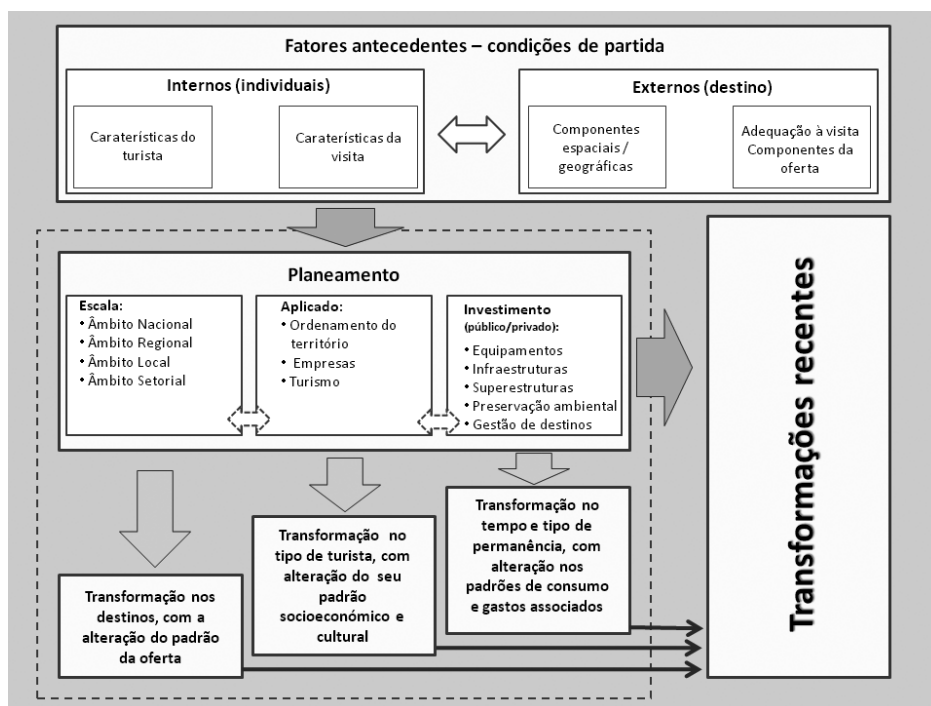 Fatores antecedentes – condições de partida
Internos (individuais)
Caraterísticas do
turista
Caraterísticas da
visita
Externos (destino)
Componentes
espaciais /
geográficas
Adequação à visita
Componentes da
oferta
Planeamento
Escala:
• Âmbito Nacional
• Âmbito Regional
• Âmbito Local
• Âmbito Setorial
Aplicado:
• Ordenamento do
território
• Empresas
• Turismo
Investimento
(público/privado):
• Equipamentos
• Infraestruturas
• Superestruturas
• Preservação ambiental
• Gestão de destinos
Transformação nos
destinos, com a
alteração do padrão
da oferta
Transformação no
tipo de turista, com
alteração do seu
padrão
socioeconómico e
cultural
Transformação no
tempo e tipo de
permanência, com
alteração nos
padrões de consumo
e gastos associados
Transformações recentes